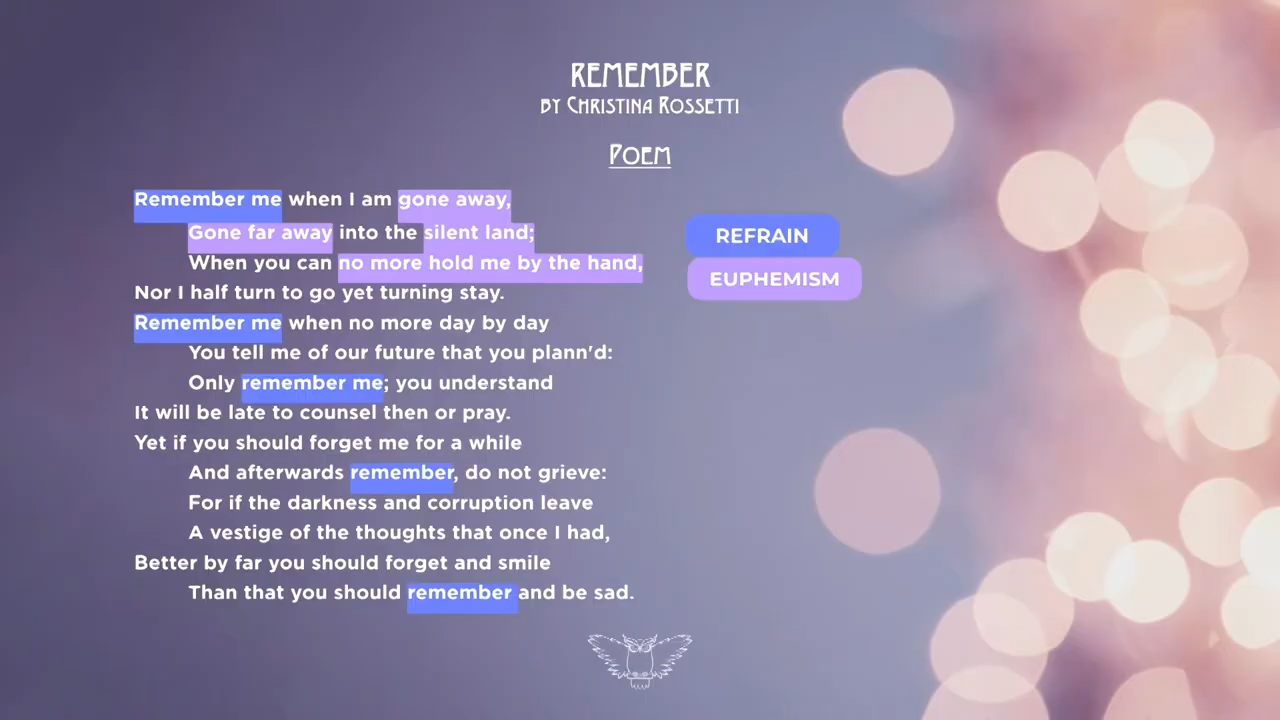 REMEMBER
BY CHRISTINA ROSSETTI
POEM
Remember me when I am gone away,
Gone far away into the silent land;
When you can no more hold me by the hand,
Nor I half turn to go yet turning stay.
Remember me when no more day by day
You tell me of our future that you plann'd:
Only remember me; you understand
It will be late to counsel then or pray.
Yet if you should forget me for a while
And afterwards remember, do not grieve:
For if the darkness and corruption leave
A vestige of the thoughts that once I had,
Better by far you should forget and smile
Than that you should remember and be sad.
REFRAIN
EUPHEMISM